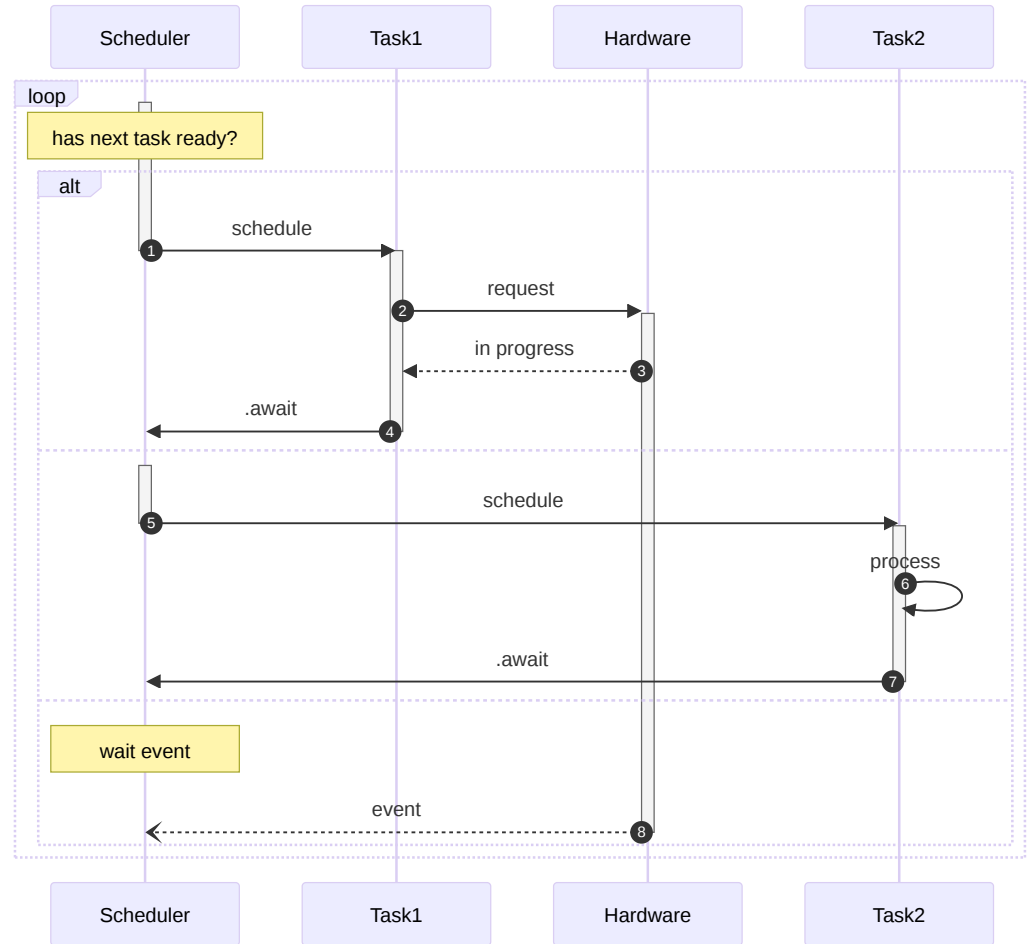 Scheduler
Task1
Hardware
Task2
loop
has next task ready?
alt
schedule
1
request
2
in progress
3
.await
4
schedule
5
process
6
.await
7
wait event
event
8
Scheduler
Task1
Hardware
Task2